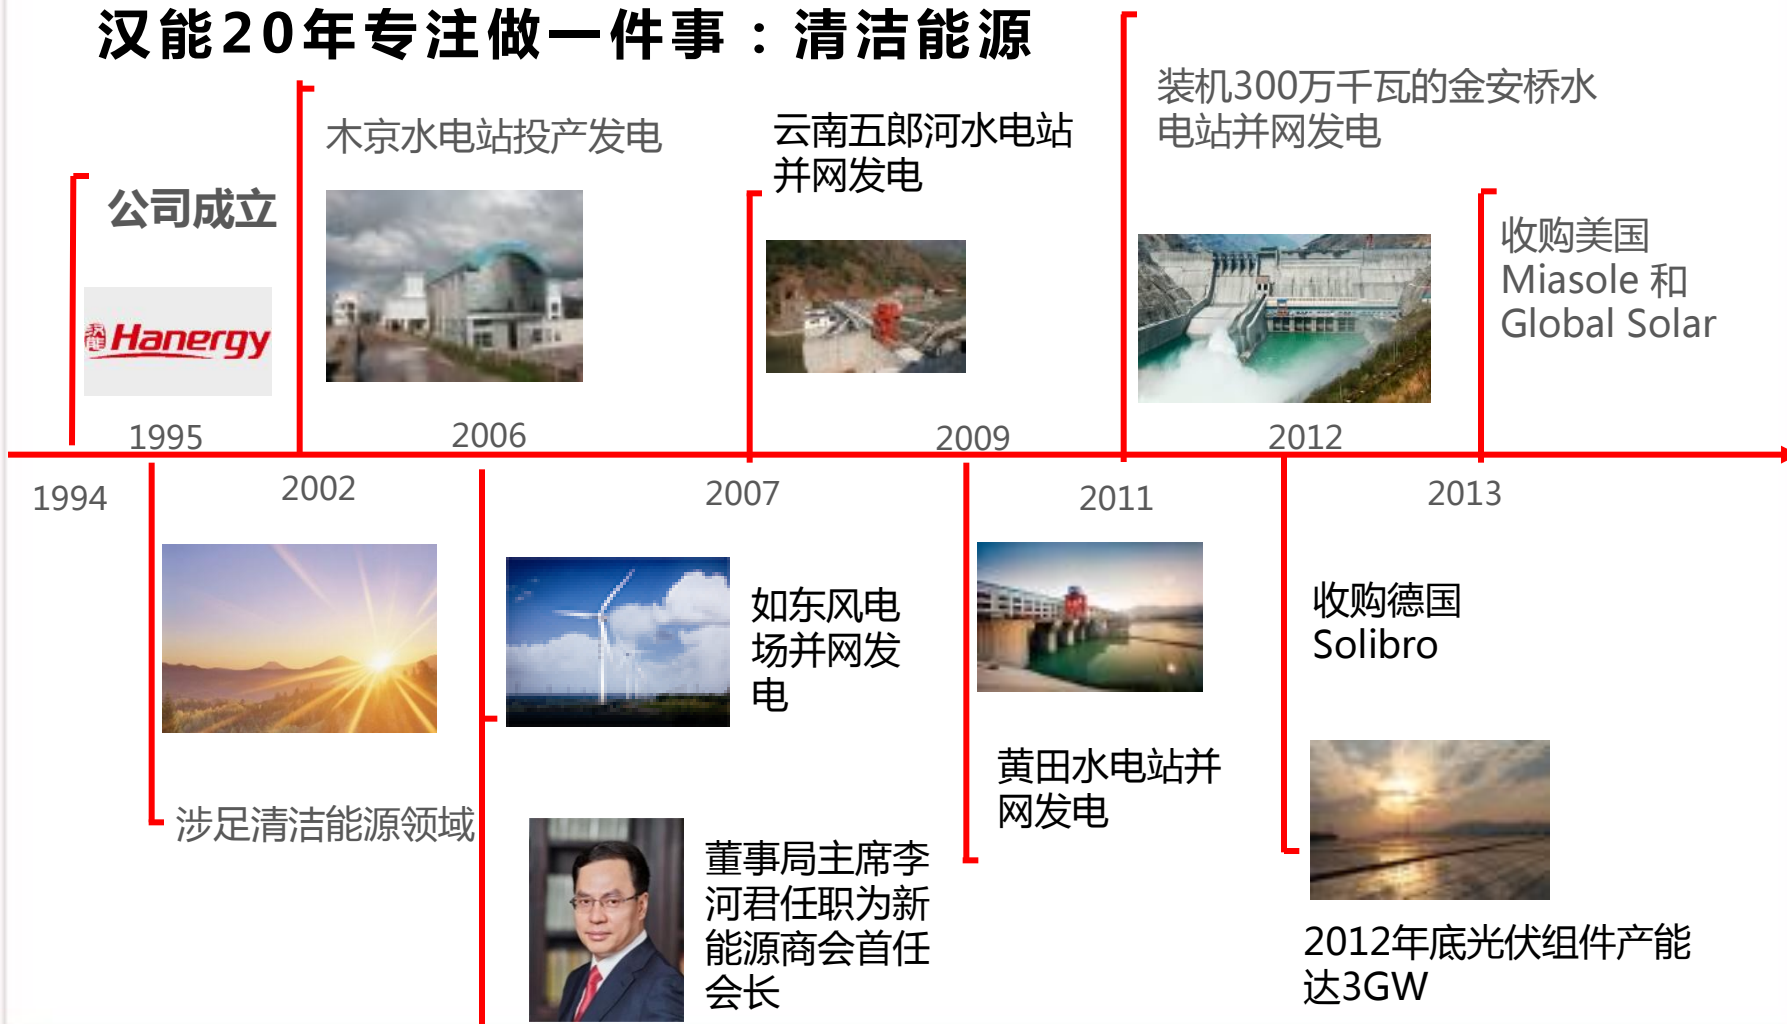 汉能20年专注做一件事：清洁能源
装机300万千瓦的金安桥水
电站并网发电
木京水电站投产发电
云南五郎河水电站
并网发电
公司成立
收购美国
Miasole 和
Global Solar
汉能 Hanergy
1995
2006
2009
2012
1994
2002
2007
2011
2013
如东风电
场并网发
电
收购德国
Solibro
黄田水电站并
网发电
涉足清洁能源领域
董事局主席李
河君任职为新
能源商会首任
会长
2012年底光伏组件产能
达3GW